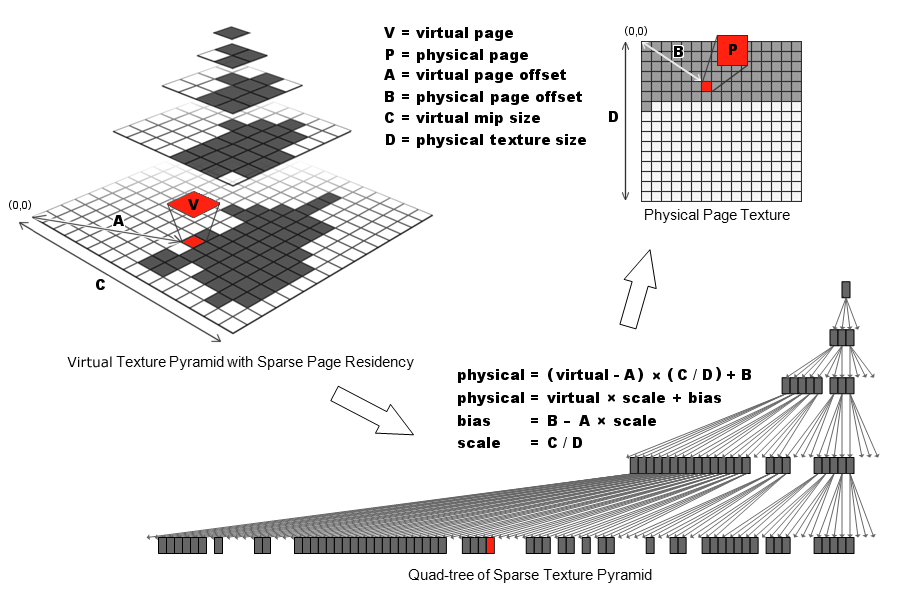 V = virtual page
P = physical page
A = virtual page offset
B = physical page offset
C = virtual mip size
D = physical texture size
(0,0)
B
P
D
Physical Page Texture
(0,0)
A
V
C
Virtual Texture Pyramid with Sparse Page Residency
physical = (virtual - A) × (C / D) + B
physical = virtual × scale + bias
bias = B - A × scale
scale = C / D
Quad-tree of Sparse Texture Pyramid